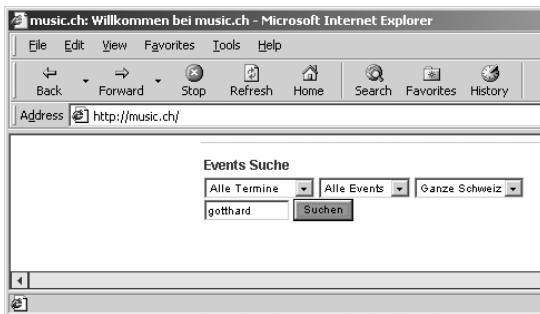 music.ch: Willkommen bei music.ch - Microsoft Internet Explorer
File Edit View Favorites Tools Help
Back Forward Stop Refresh Home Search Favorites History
Address http://music.ch/
Events Suche
Alle Termine Alle Events Ganze Schweiz
gotthard Suchen